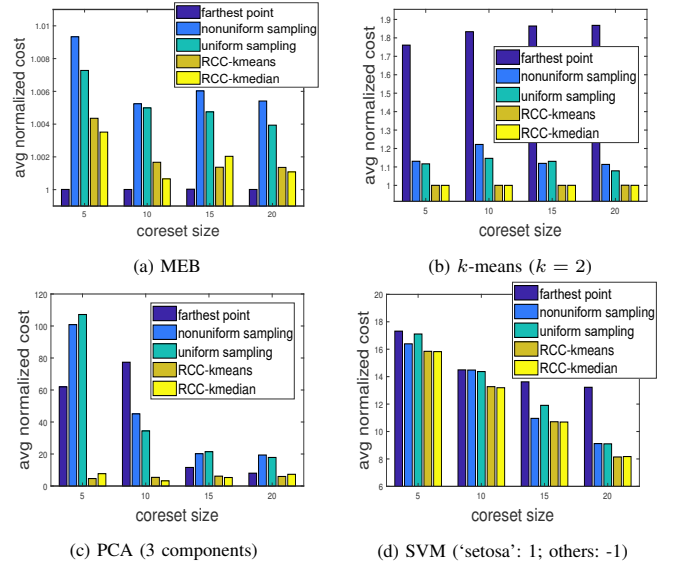 avg normalized cost
1.01
1.008
1.006
1.004
1.002
1
farthest point
nonuniform sampling
uniform sampling
RCC-kmeans
RCC-kmedian
5 10 15 20
coreset size
(a) MEB
avg normalized cost
1.9
1.8
1.7
1.6
1.5
1.4
1.3
1.2
1.1
1
farthest point
nonuniform sampling
uniform sampling
RCC-kmeans
RCC-kmedian
5 10 15 20
coreset size
(b) k-means (k = 2)
avg normalized cost
120
100
80
60
40
20
0
farthest point
nonuniform sampling
uniform sampling
RCC-kmeans
RCC-kmedian
5 10 15 20
coreset size
(c) PCA (3 components)
avg normalized cost
20
18
16
14
12
10
8
6
farthest point
nonuniform sampling
uniform sampling
RCC-kmeans
RCC-kmedian
5 10 15 20
coreset size
(d) SVM (‘setosa’: 1; others: -1)